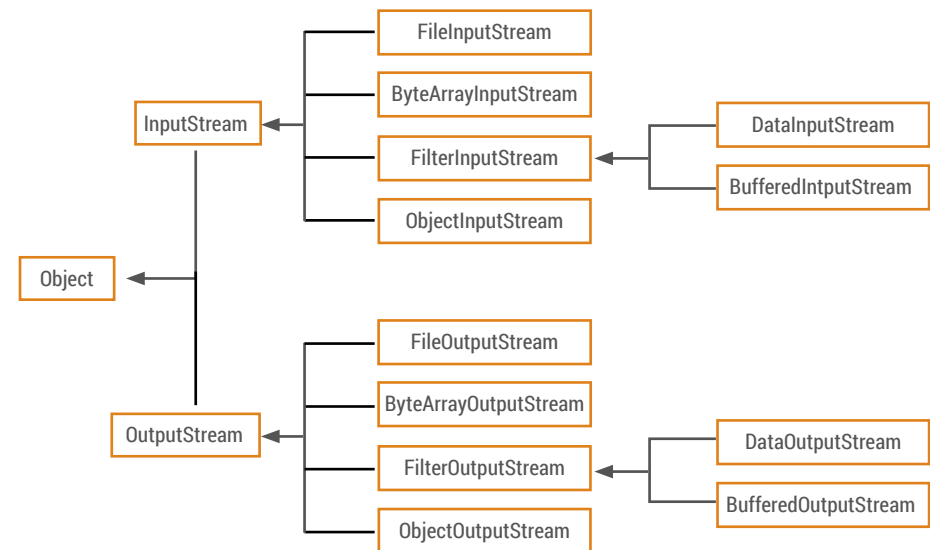 FileInputStream
ByteArrayInputStream
InputStream
DataInputStream
FilterInputStream
BufferedIntputStream
ObjectInputStream
Object
FileOutputStream
ByteArrayOutputStream
OutputStream
DataOutputStream
FilterOutputStream
BufferedOutputStream
ObjectOutputStream